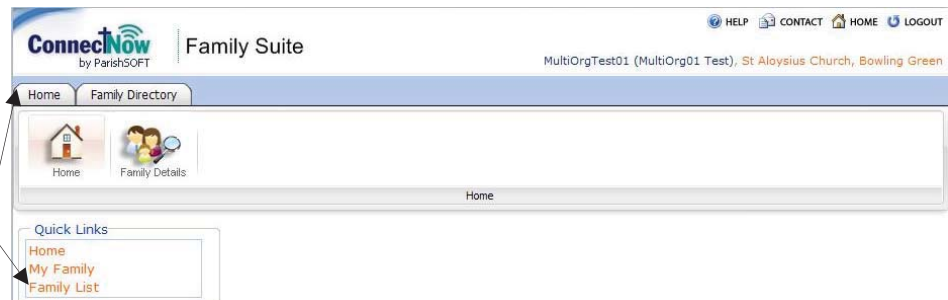 HELP CONTACT HOME LOGOUT
ConnectNow
by ParishSOFT
Family Suite
MultiOrgTest01 (MultiOrg01 Test), St Aloysius Church, Bowling Green
Home Family Directory
Home Family Details
Home
Quick Links
Home
My Family
Family List